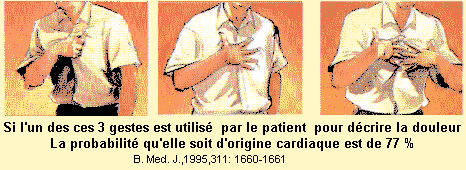 Si l'un des ces 3 gestes est utilisé par le patient pour décrire la douleur
La probabilité qu'elle soit d'origine cardiaque est de 77 %
B. Med. J.,1995,311: 1660-1661